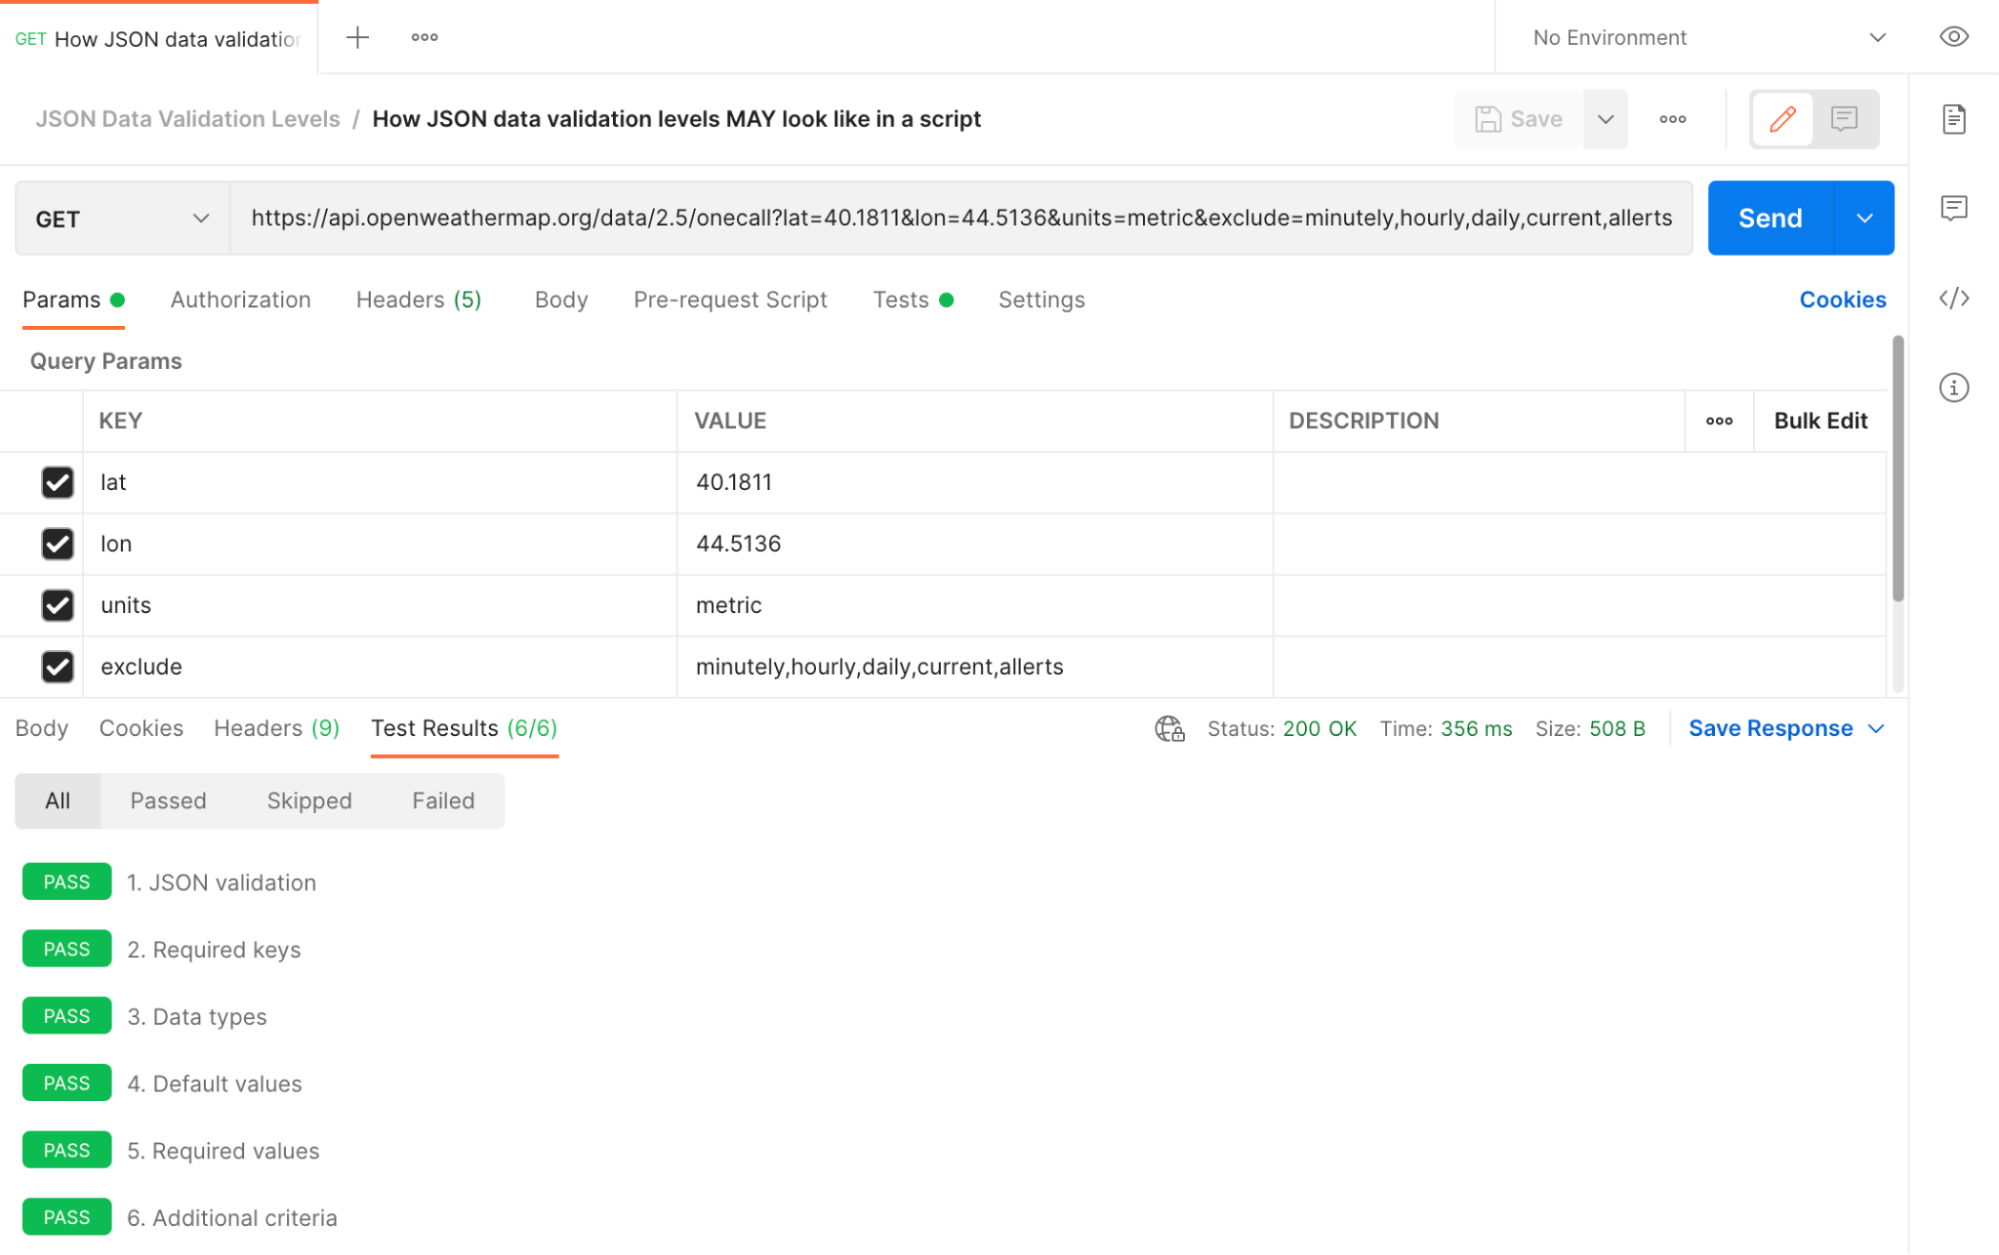 GET How JSON data validation
No Environment
JSON Data Validation Levels / How JSON data validation levels MAY look like in a script
Save
GET https://api.openweathermap.org/data/2.5/onecall?lat=40.1811&lon=44.5136&units=metric&exclude=minutely,hourly,daily,current,allerts Send
Params Authorization Headers (5) Body Pre-request Script Tests Settings Cookies
Query Params
KEY VALUE DESCRIPTION Bulk Edit
lat 40.1811
lon 44.5136
units metric
exclude minutely,hourly,daily,current,allerts
Body Cookies Headers (9) Test Results (6/6) Status: 200 OK Time: 356 ms Size: 508 B Save Response
All Passed Skipped Failed
PASS 1. JSON validation
PASS 2. Required keys
PASS 3. Data types
PASS 4. Default values
PASS 5. Required values
PASS 6. Additional criteria